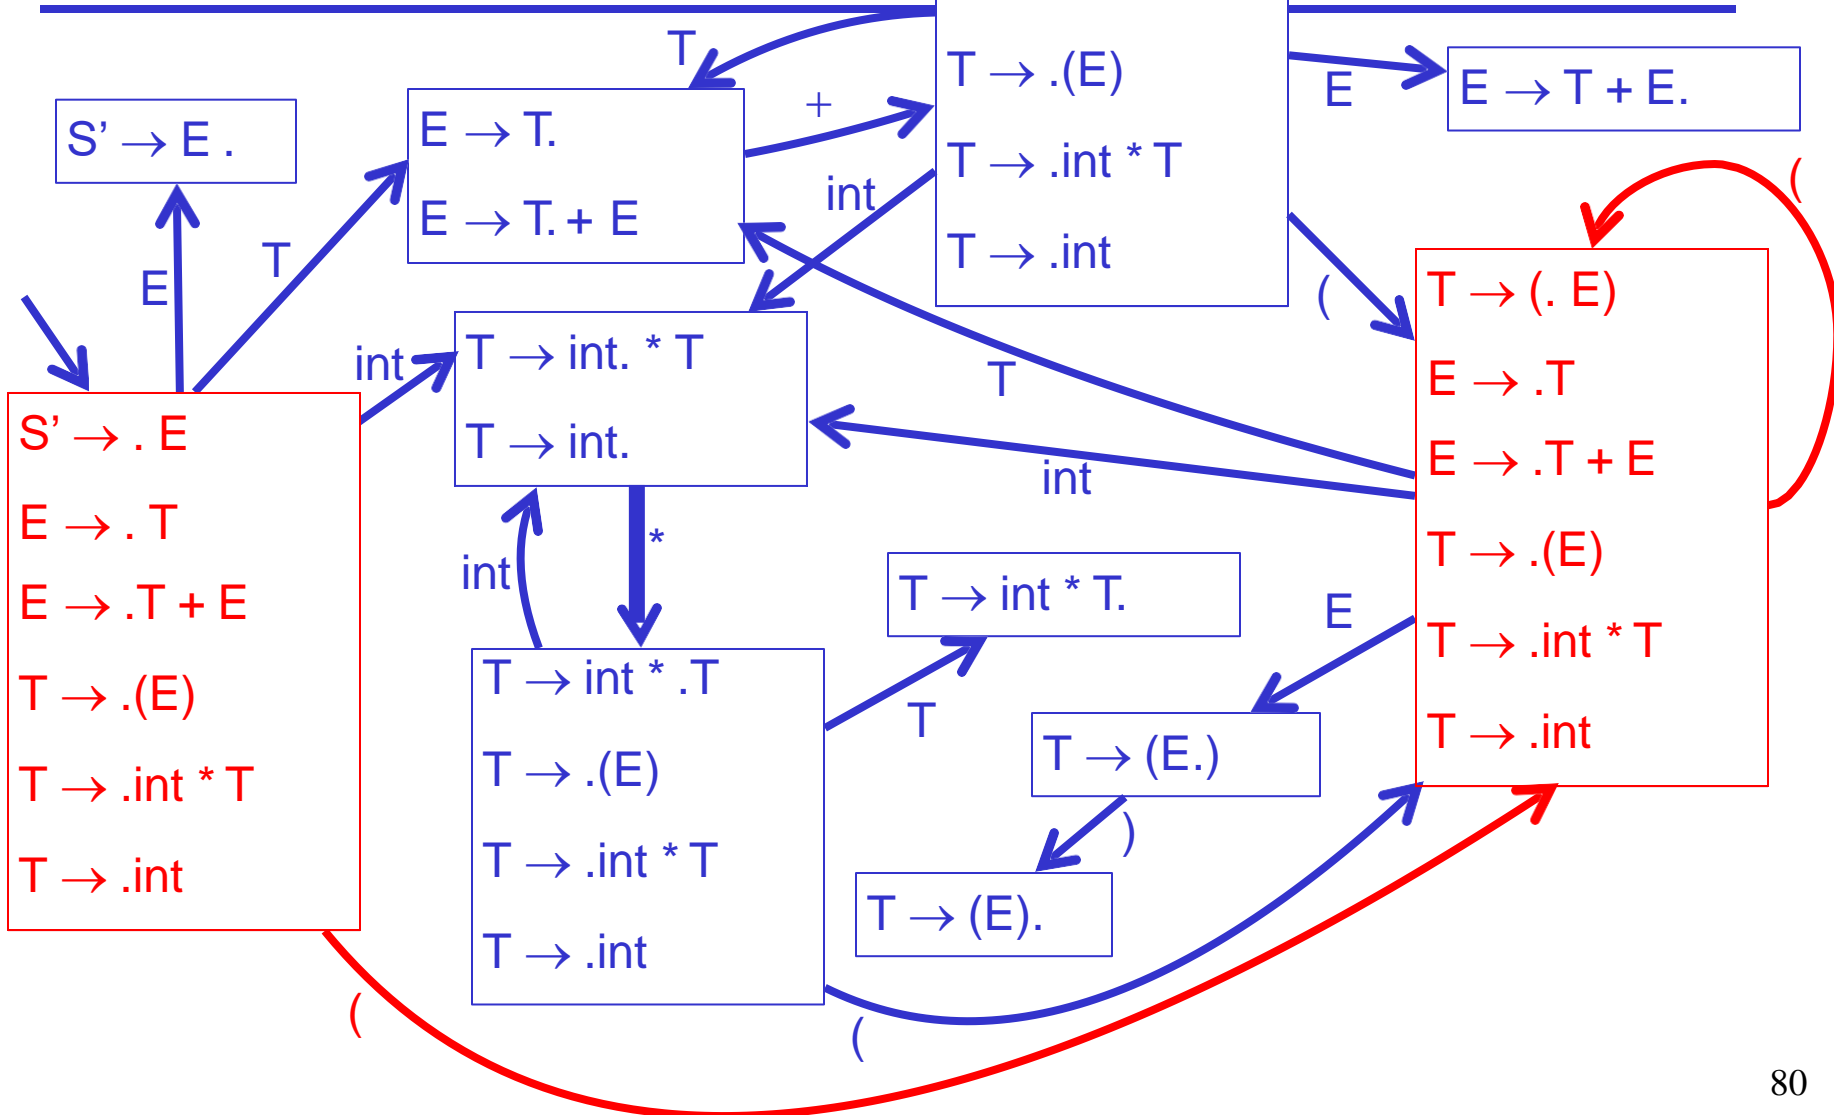 T
T → .(E)
E
E → T + E.
S’ → E .
E → T.
+
T → .int * T
(
E → T. + E
int
T
T → .int
E
(
T → (. E)
int
T → int. * T
T
E → .T
S’ → . E
T → int.
int
E → .T + E
E → . T
*
int
T → .(E)
E → .T + E
T → int * T.
E
T → .int * T
T → int * .T
T → .(E)
T
T → (E.)
T → .int
T → .int * T
T → .(E)
)
T → .int
T → .int * T
T → (E).
T → .int
(
(
80